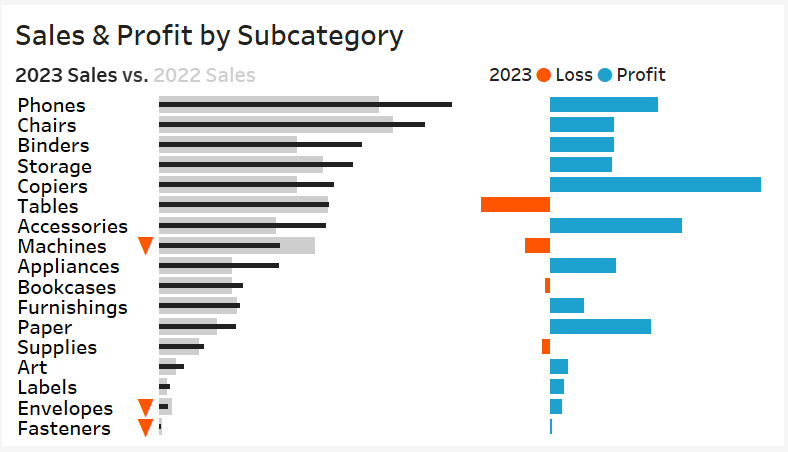 Sales & Profit by Subcategory
2023 Sales vs. 2022 Sales
2023 Loss Profit
Phones
Chairs
Binders
Storage
Copiers
Tables
Accessories
Machines
Appliances
Bookcases
Furnishings
Paper
Supplies
Art
Labels
Envelopes
Fasteners